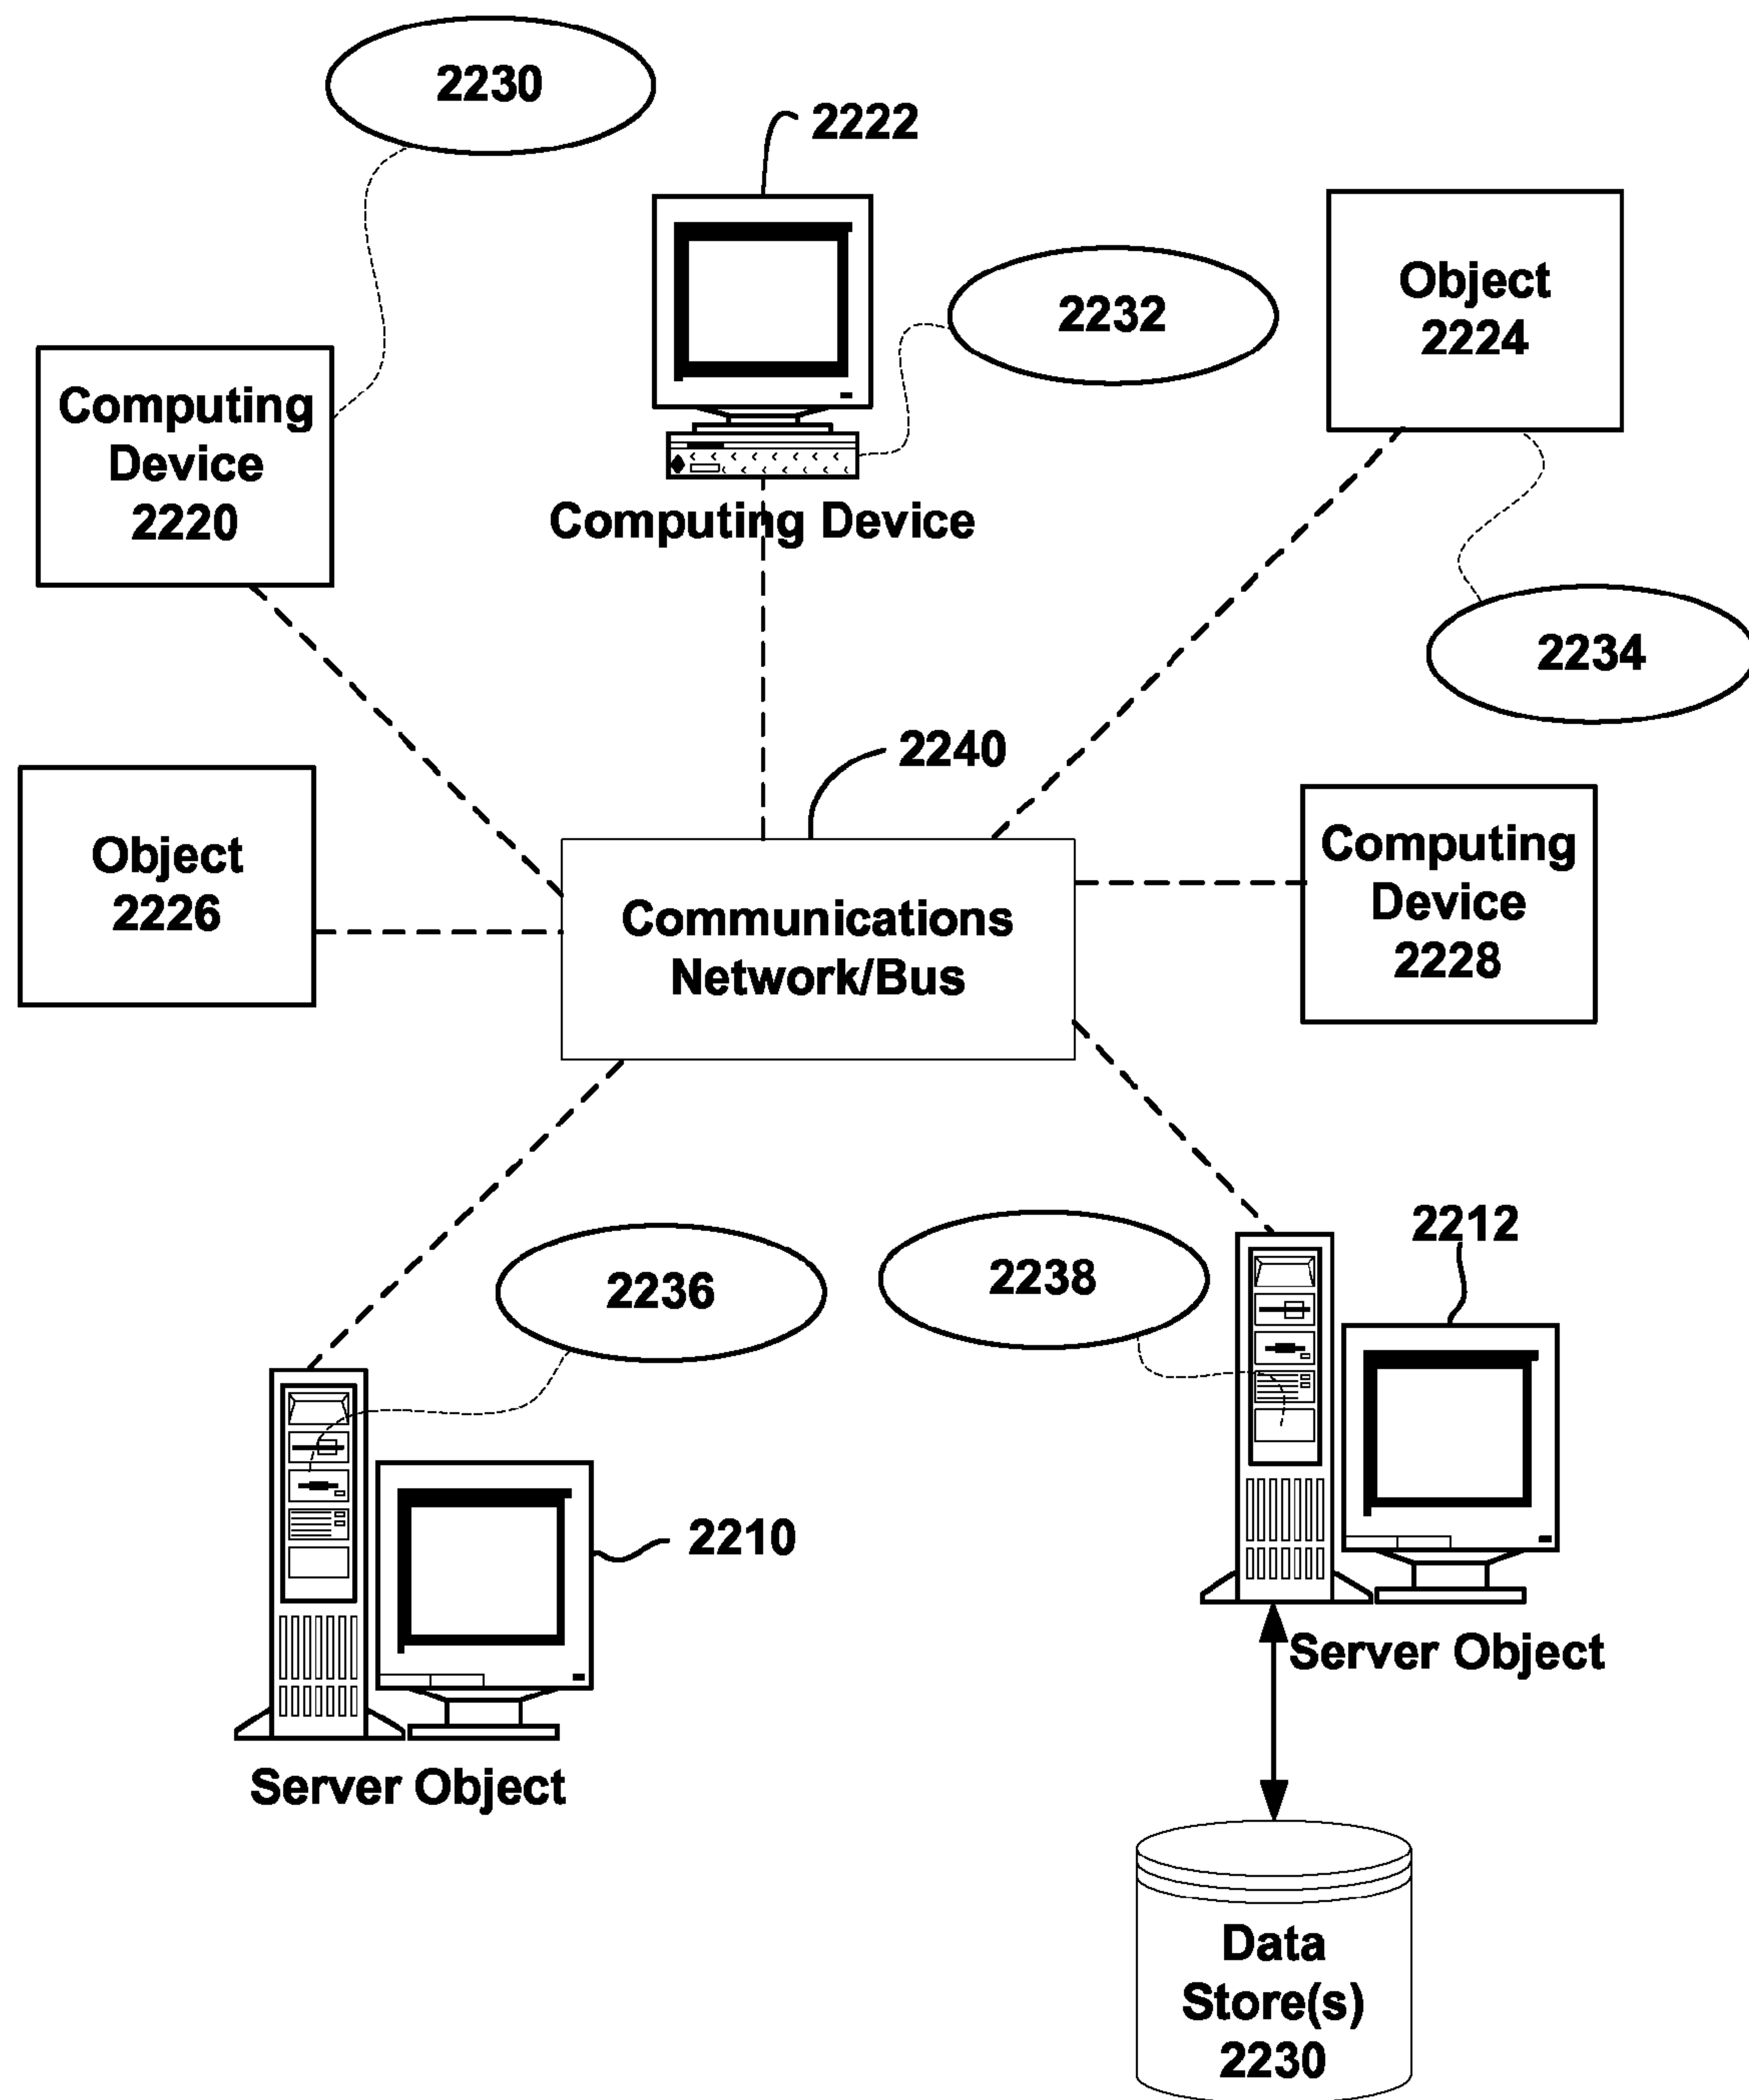 2230
2222
Object
2224
2232
Computing
Device
2220
Computing Device
2234
2240
Object
2226
Computing
Device
2228
Communications
Network/Bus
2212
2236
2238
2210
Server Object
Server Object
Data
Store(s)
2230